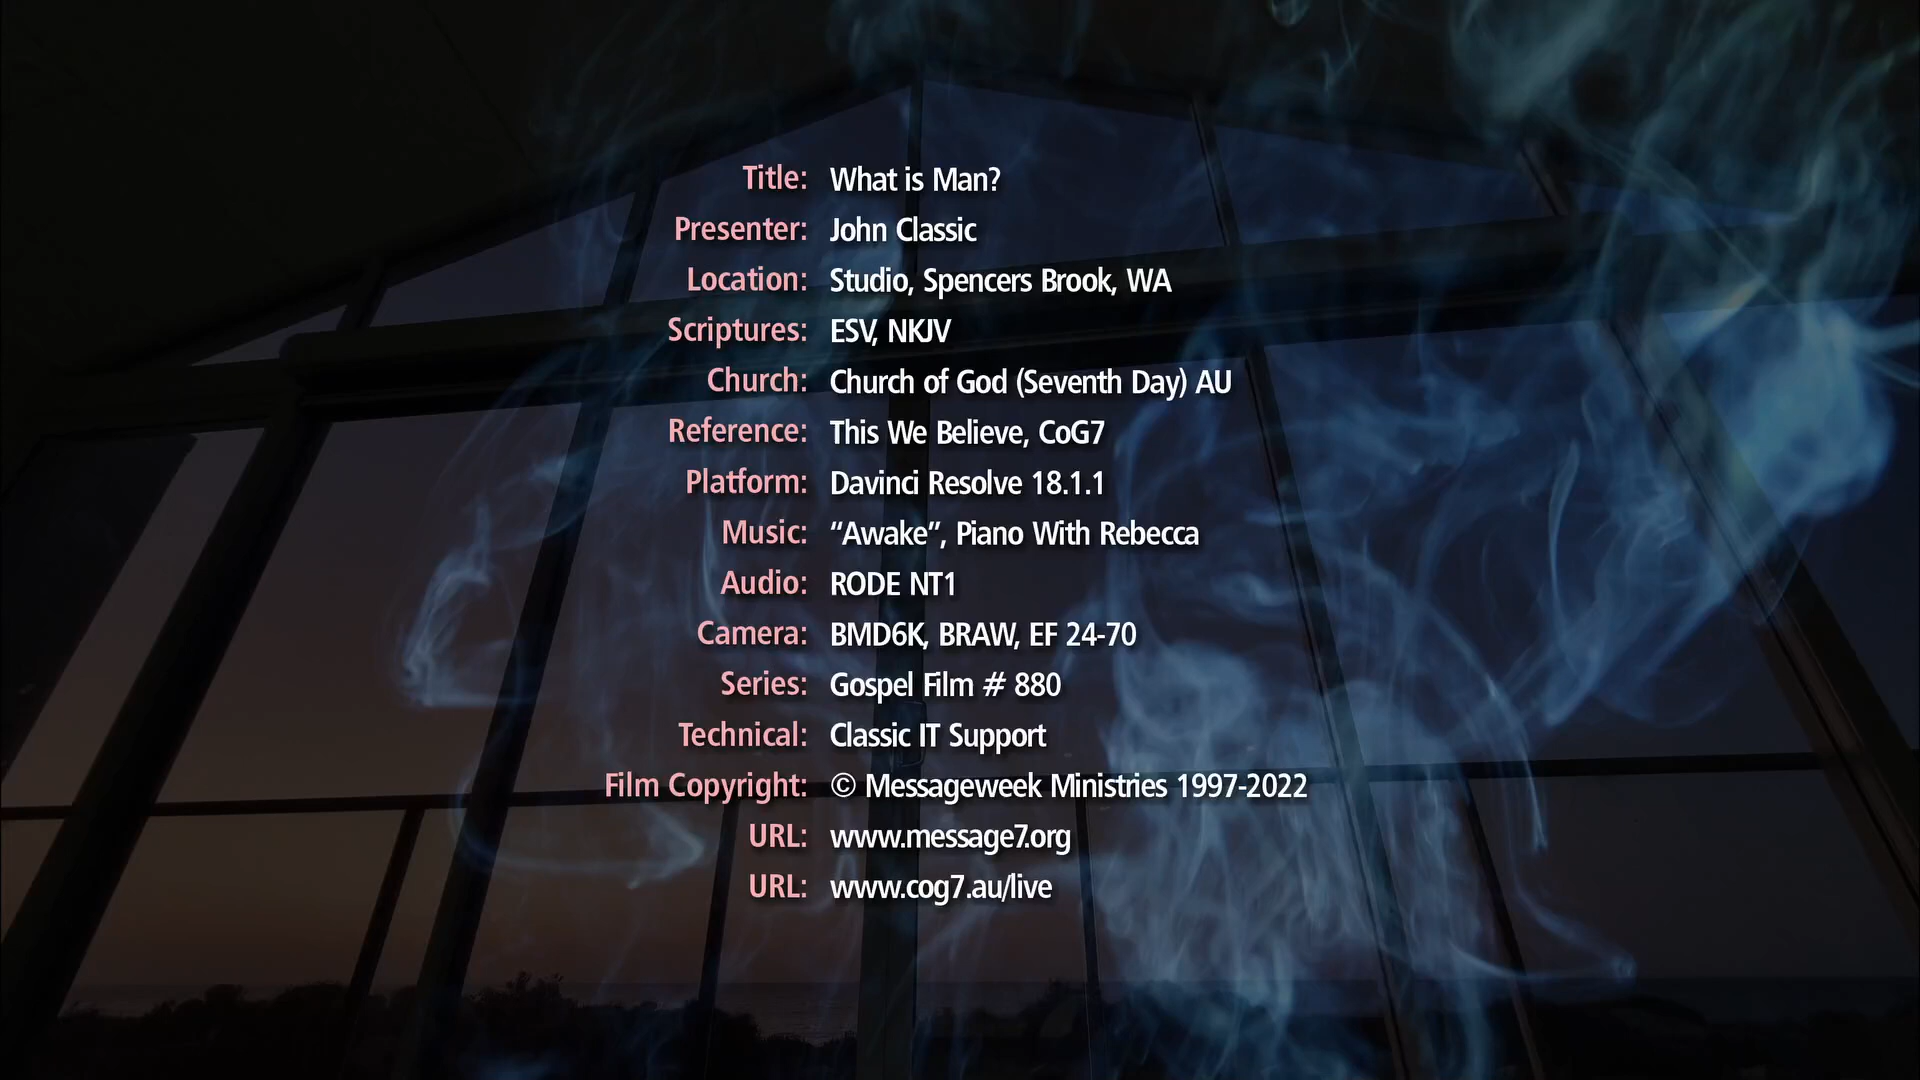 Title: What is Man?
Presenter: John Classic
Location: Studio, Spencers Brook, WA
Scriptures: ESV, NKJV
Church: Church of God (Seventh Day) AU
Reference: This We Believe, CoG7
Platform: Davinci Resolve 18.1.1
Music: “Awake”, Piano With Rebecca
Audio: RODE NT1
Camera: BMD6K, BRAW, EF 24-70
Series: Gospel Film # 880
Technical: Classic IT Support
Film Copyright: © Messageweek Ministries 1997-2022
URL: www.message7.org
URL: www.cog7.au/live